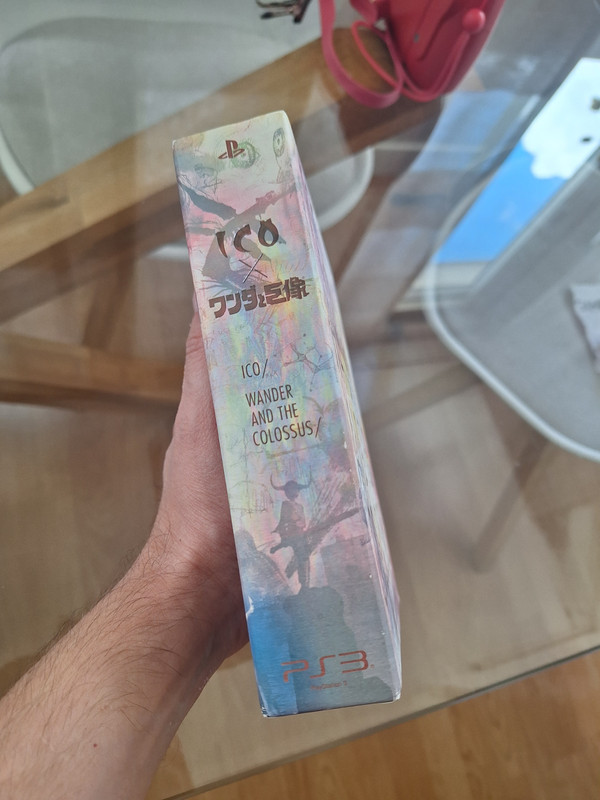 ICO
×
ワンダと巨像
ICO/
WANDER
AND THE
COLOSSUS/
PS3